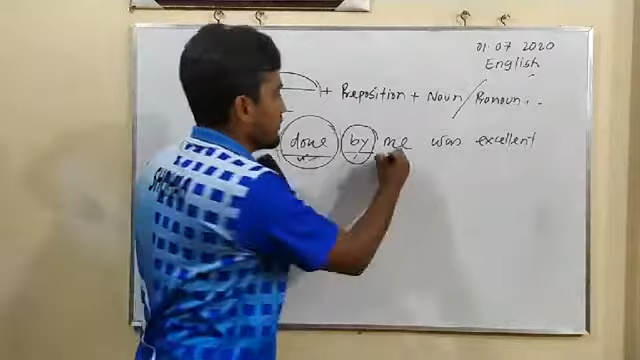 01.07 2020
English
+ Preposition + Noun / Pronoun..
done by me was excellent